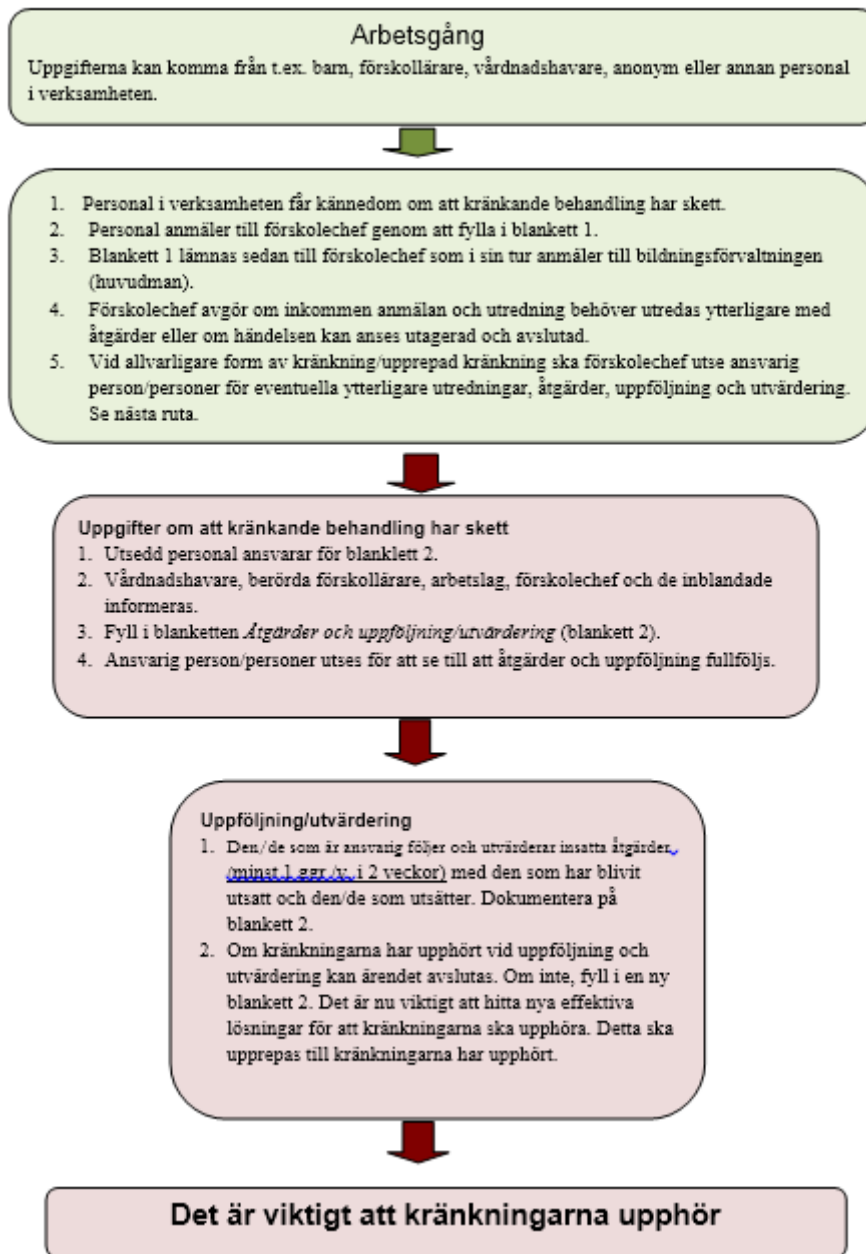 Arbetsgång
Uppgifterna kan komma från t.ex. barn, förskollärare, vårdnadshavare, anonym eller annan personal
i verksamheten.
1. Personal i verksamheten får kännedom om att kränkande behandling har skett.
2. Personal anmäler till förskolechef genom att fylla i blankett 1.
3. Blankett 1 lämnas sedan till förskolechef som i sin tur anmäler till bildningsförvaltningen
(huvudman).
4. Förskolechef avgör om inkommen anmälan och utredning behöver utredas ytterligare med
åtgärder eller om händelsen kan anses utagerad och avslutad.
5. Vid allvarligare form av kränkning/upprepad kränkning ska förskolechef utse ansvarig
person/personer för eventuella ytterligare utredningar, åtgärder, uppföljning och utvärdering.
Se nästa ruta.
Uppgifter om att kränkande behandling har skett
1. Utsedd personal ansvarar för blanklett 2.
2. Vårdnadshavare, berörda förskollärare, arbetslag, förskolechef och de inblandade
informeras.
3. Fyll i blanketten Åtgärder och uppföljning/utvärdering (blankett 2).
4. Ansvarig person/personer utses för att se till att åtgärder och uppföljning fullföljs.
Uppföljning/utvärdering
1. Den/de som är ansvarig följer och utvärderar insatta åtgärder
(minst 1 ggr /v i 2 veckor) med den som har blivit
utsatt och den/de som utsätter. Dokumentera på
blankett 2.
2. Om kränkningarna har upphört vid uppföljning och
utvärdering kan ärendet avslutas. Om inte, fyll i en ny
blankett 2. Det är nu viktigt att hitta nya effektiva
lösningar för att kränkningarna ska upphöra. Detta ska
upprepas till kränkningarna har upphört.
Det är viktigt att kränkningarna upphör